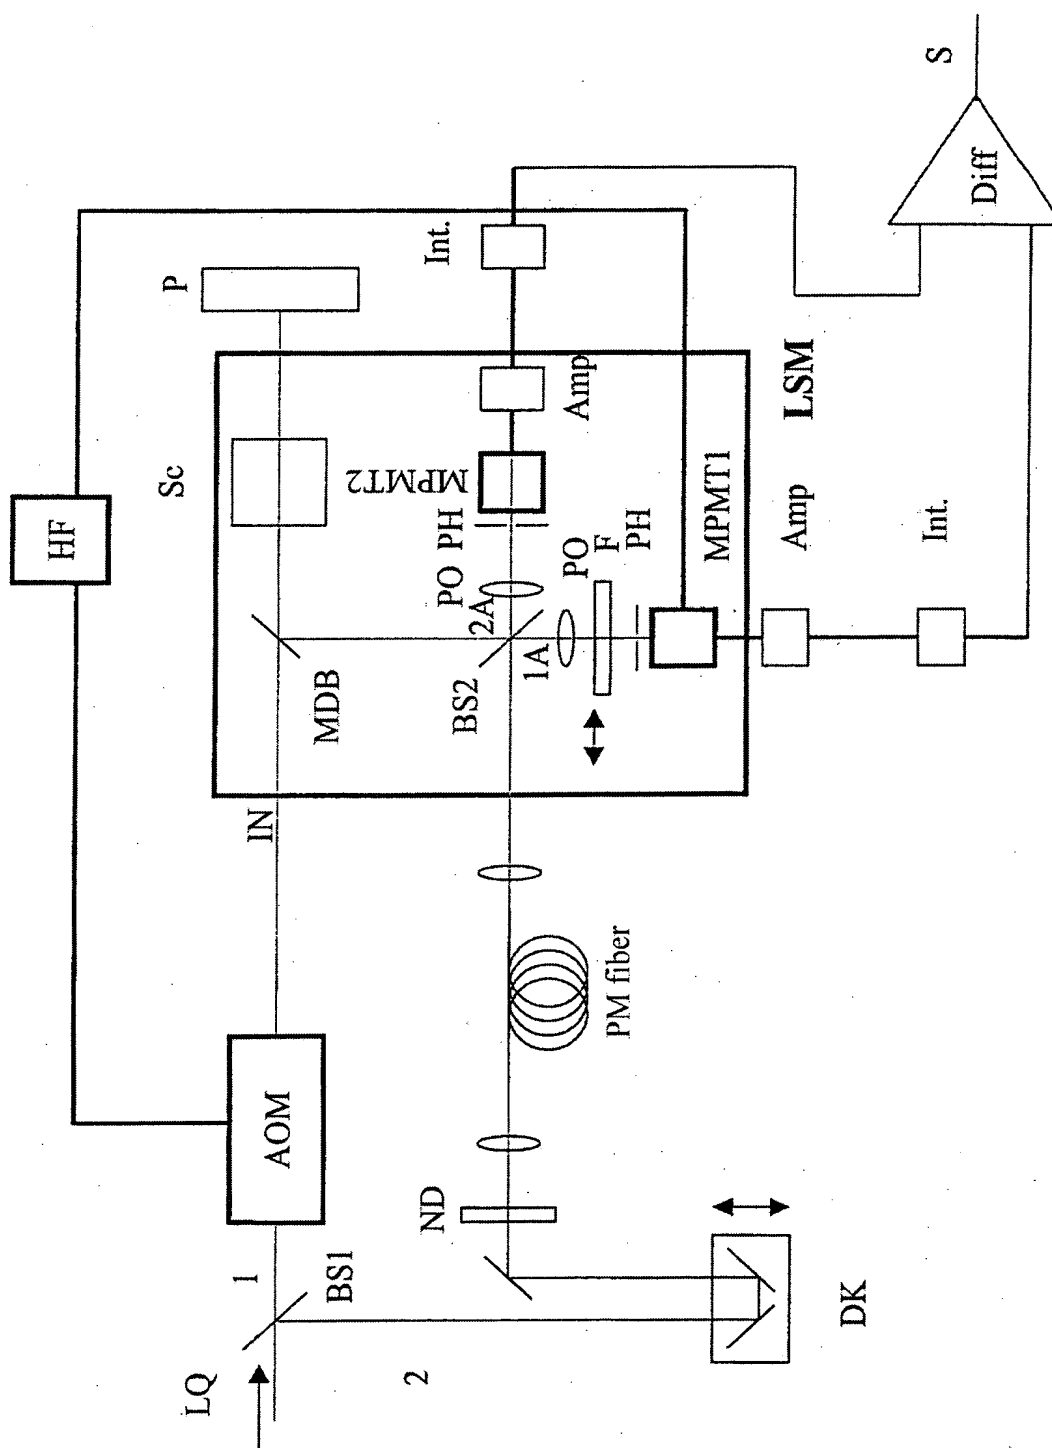 HF
LQ
1
BS1
2
AOM
IN
MDB
Sc
P
BS2
2A
1A
PO
PH
MPMT2
Amp
Int.
PO
F
PH
MPMT1
LSM
Amp
Int.
ND
PM fiber
DK
Diff
S